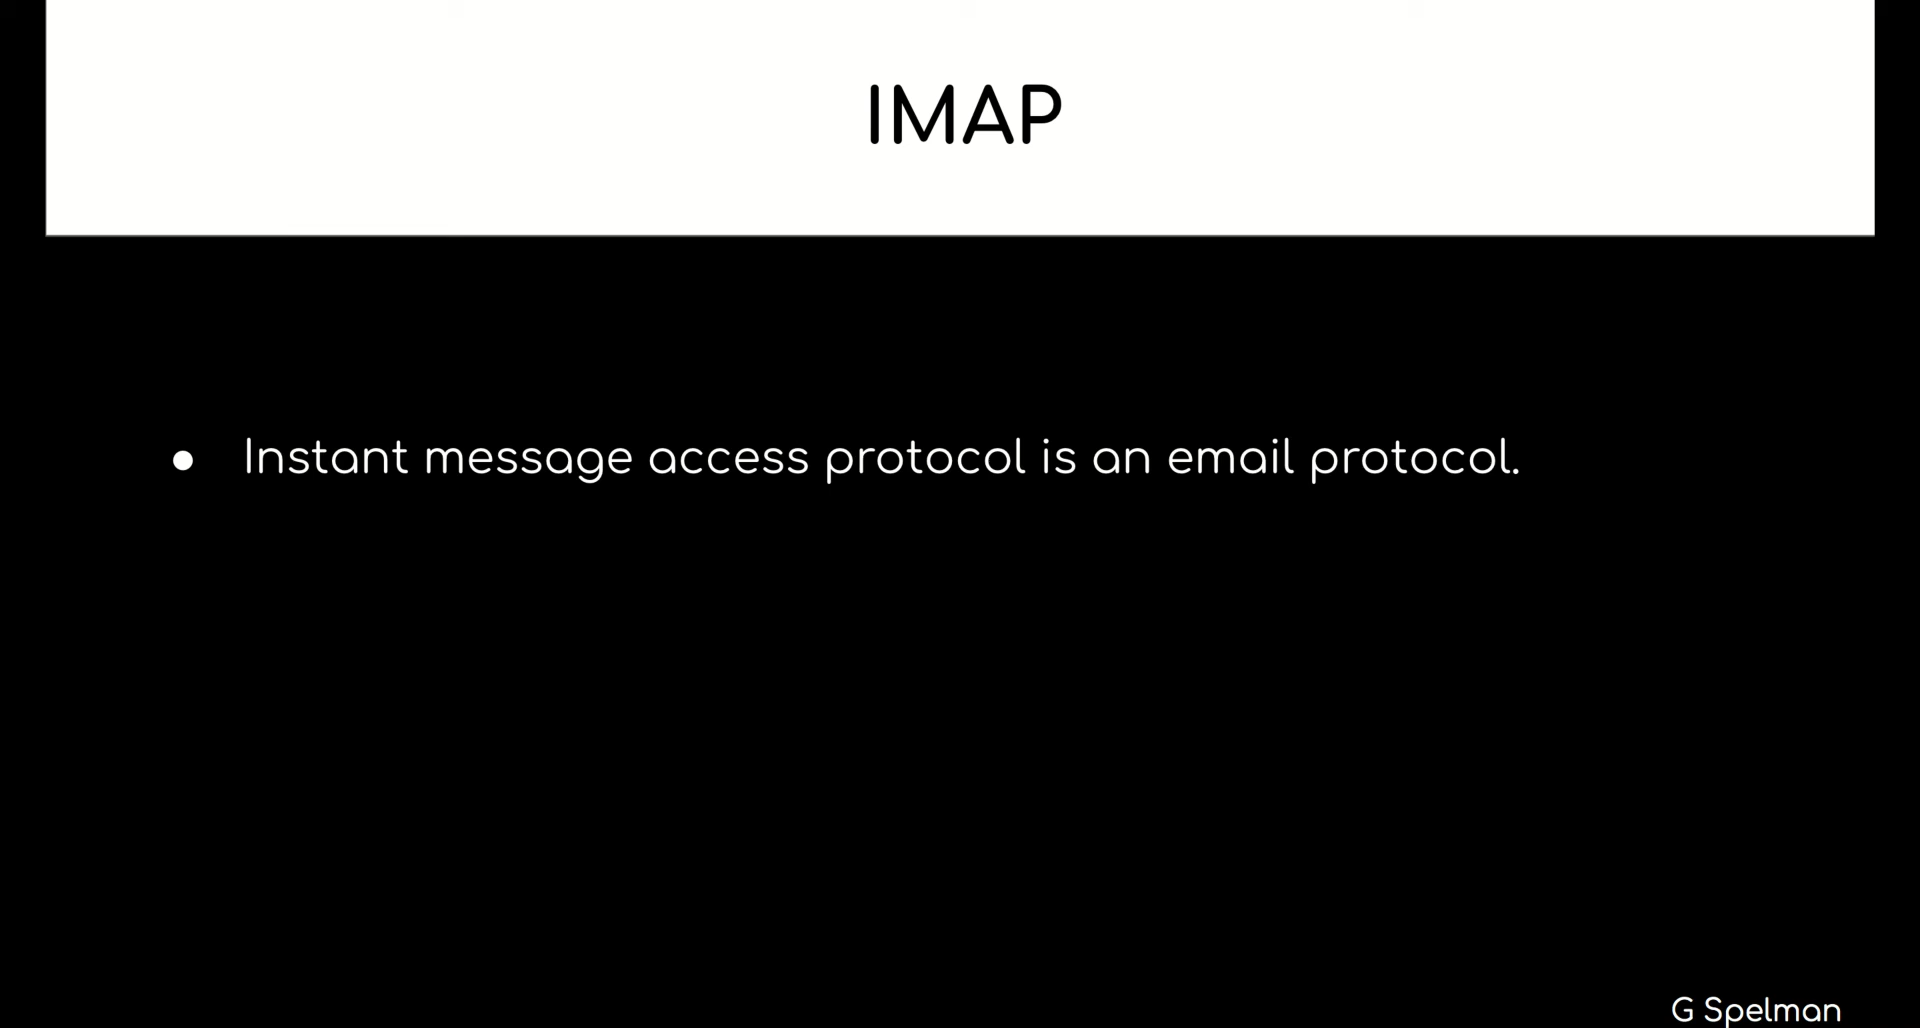 IMAP
● Instant message access protocol is an email protocol.
G Spelman